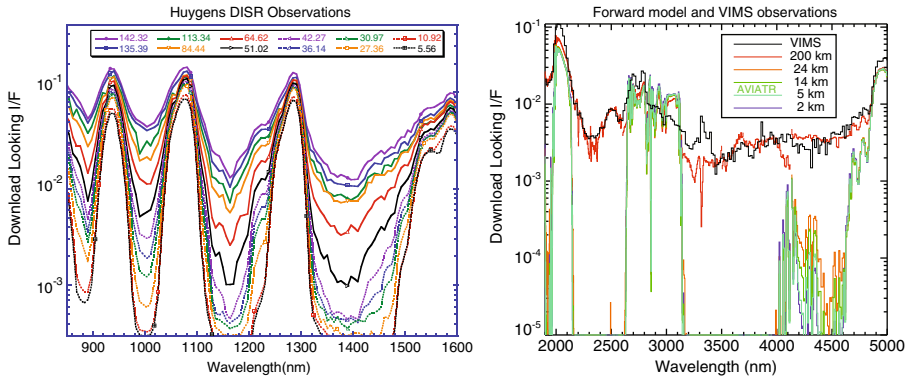 Huygens DISR Observations
142.32 113.34 64.62 42.27 30.97 10.92
135.39 84.44 51.02 36.14 27.36 5.56
Download Looking I/F
10⁻¹
10⁻²
10⁻³
900 1000 1100 1200 1300 1400 1500 1600
Wavelength(nm)
Forward model and VIMS observations
VIMS
200 km
24 km
14 km
AVIATR 5 km
2 km
Download Looking I/F
10⁻¹
10⁻²
10⁻³
10⁻⁴
10⁻⁵
2000 2500 3000 3500 4000 4500 5000
Wavelength (nm)